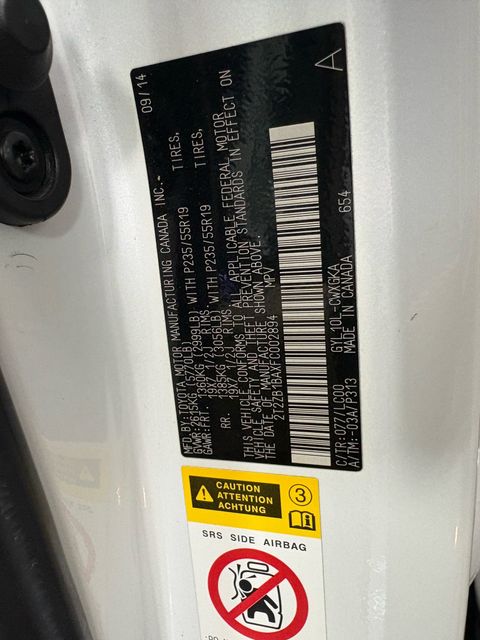 MFD.BY:TOYOTA MOTOR MANUFACTURING CANADA INC.- 09/14
GVWR:2615KG (5770LB)
GAWR:FRT. 1360KG (2999LB) WITH P235/55R19 TIRES,
19X7 1/2J RIMS,
RR. 1385KG (3056LB) WITH P235/55R19 TIRES,
19X7 1/2J RIMS,
THIS VEHICLE CONFORMS TO ALL APPLICABLE FEDERAL MOTOR
VEHICLE SAFETY AND THEFT PREVENTION STANDARDS IN EFFECT ON
THE DATE OF MANUFACTURE SHOWN ABOVE.
2T2ZB1BAXFC002894 MPV
C/TR:077/LC00 GYL10L-CWXGKA 654 A
A/TM:-03A/P313 MADE IN CANADA
CAUTION
ATTENTION
ACHTUNG
3
SRS SIDE AIRBAG